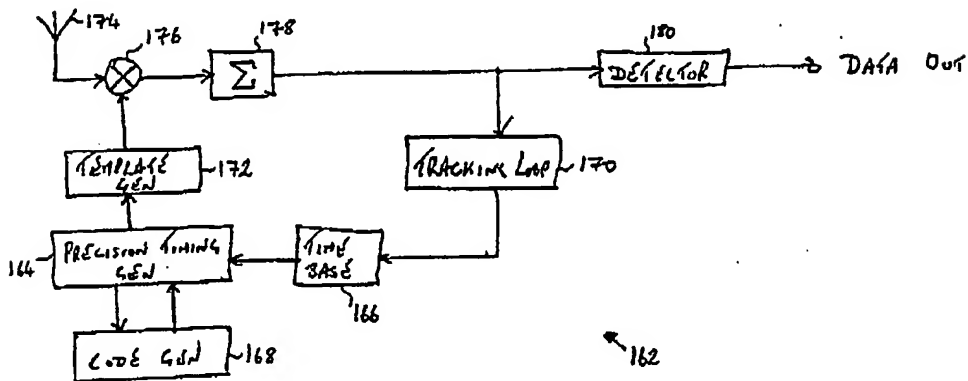 174
176
178
Σ
180
DETECTOR
DATA OUT
TEMPLATE
GEN
172
TRACKING LOOP
170
164
PRECISION TIMING
GEN
TIME
BASE
166
CODE GEN
168
162